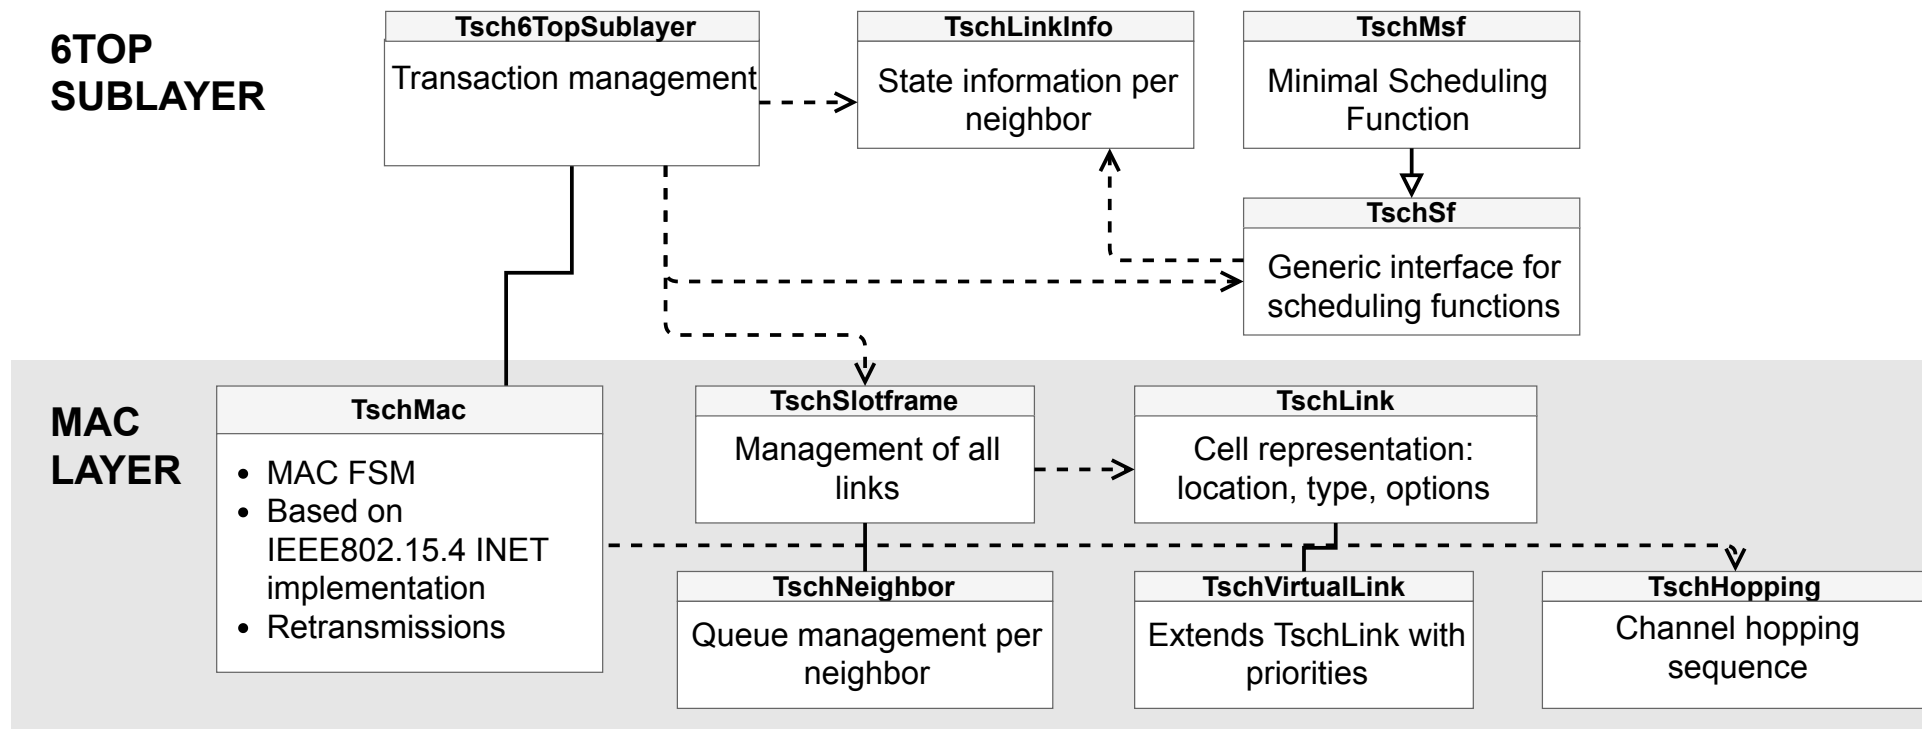 6TOP
SUBLAYER
Tsch6TopSublayer
Transaction management
TschLinkInfo
State information per
neighbor
TschMsf
Minimal Scheduling
Function
TschSf
Generic interface for
scheduling functions
MAC
LAYER
TschMac
• MAC FSM
• Based on
IEEE802.15.4 INET
implementation
• Retransmissions
TschSlotframe
Management of all
links
TschLink
Cell representation:
location, type, options
TschNeighbor
Queue management per
neighbor
TschVirtualLink
Extends TschLink with
priorities
TschHopping
Channel hopping
sequence